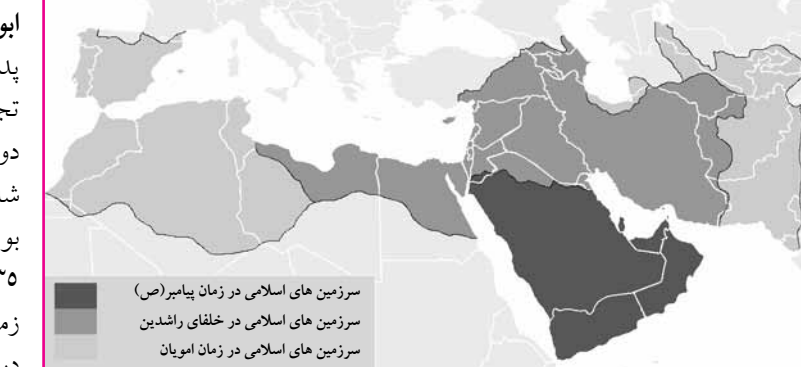 ابو
پد
تج
دو
شد
بو
زم
سرزمین های اسلامی در زمان پیامبر(ص)
سرزمین های اسلامی در خلفای راشدین
سرزمین های اسلامی در زمان امویان